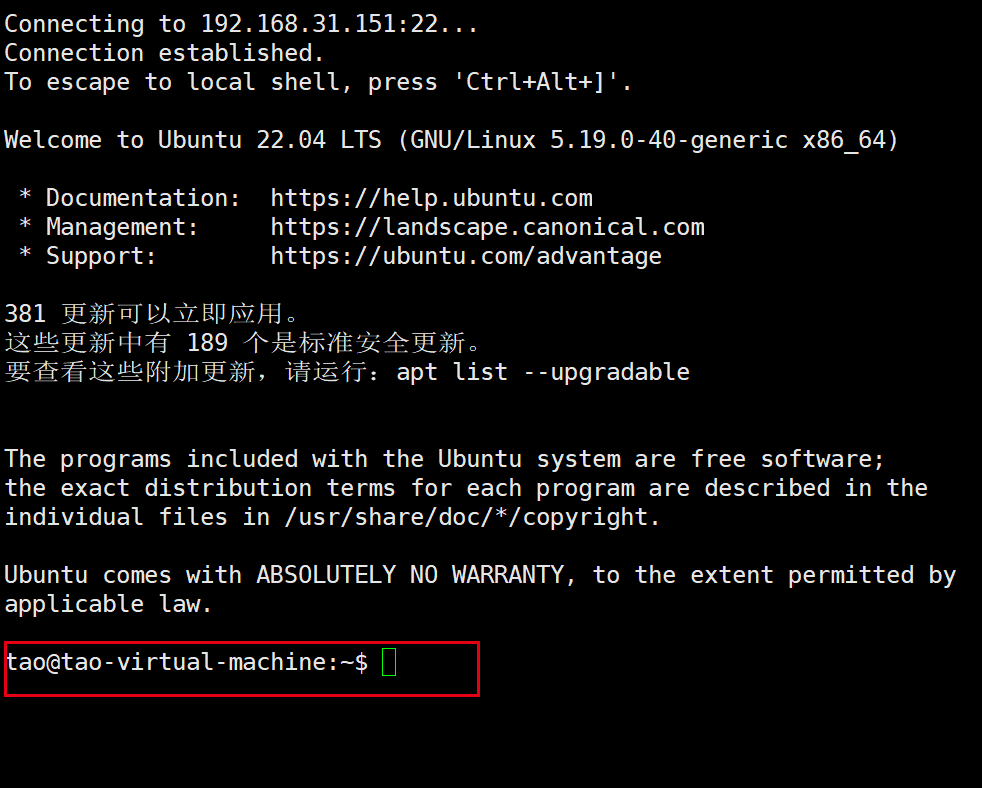 Connecting to 192.168.31.151:22...
Connection established.
To escape to local shell, press 'Ctrl+Alt+]'.
Welcome to Ubuntu 22.04 LTS (GNU/Linux 5.19.0-40-generic x86_64)
* Documentation:  https://help.ubuntu.com
* Management:     https://landscape.canonical.com
* Support:        https://ubuntu.com/advantage
381 更新可以立即应用。
这些更新中有 189 个是标准安全更新。
要查看这些附加更新，请运行：apt list --upgradable
The programs included with the Ubuntu system are free software;
the exact distribution terms for each program are described in the
individual files in /usr/share/doc/*/copyright.
Ubuntu comes with ABSOLUTELY NO WARRANTY, to the extent permitted by
applicable law.
tao@tao-virtual-machine:~$